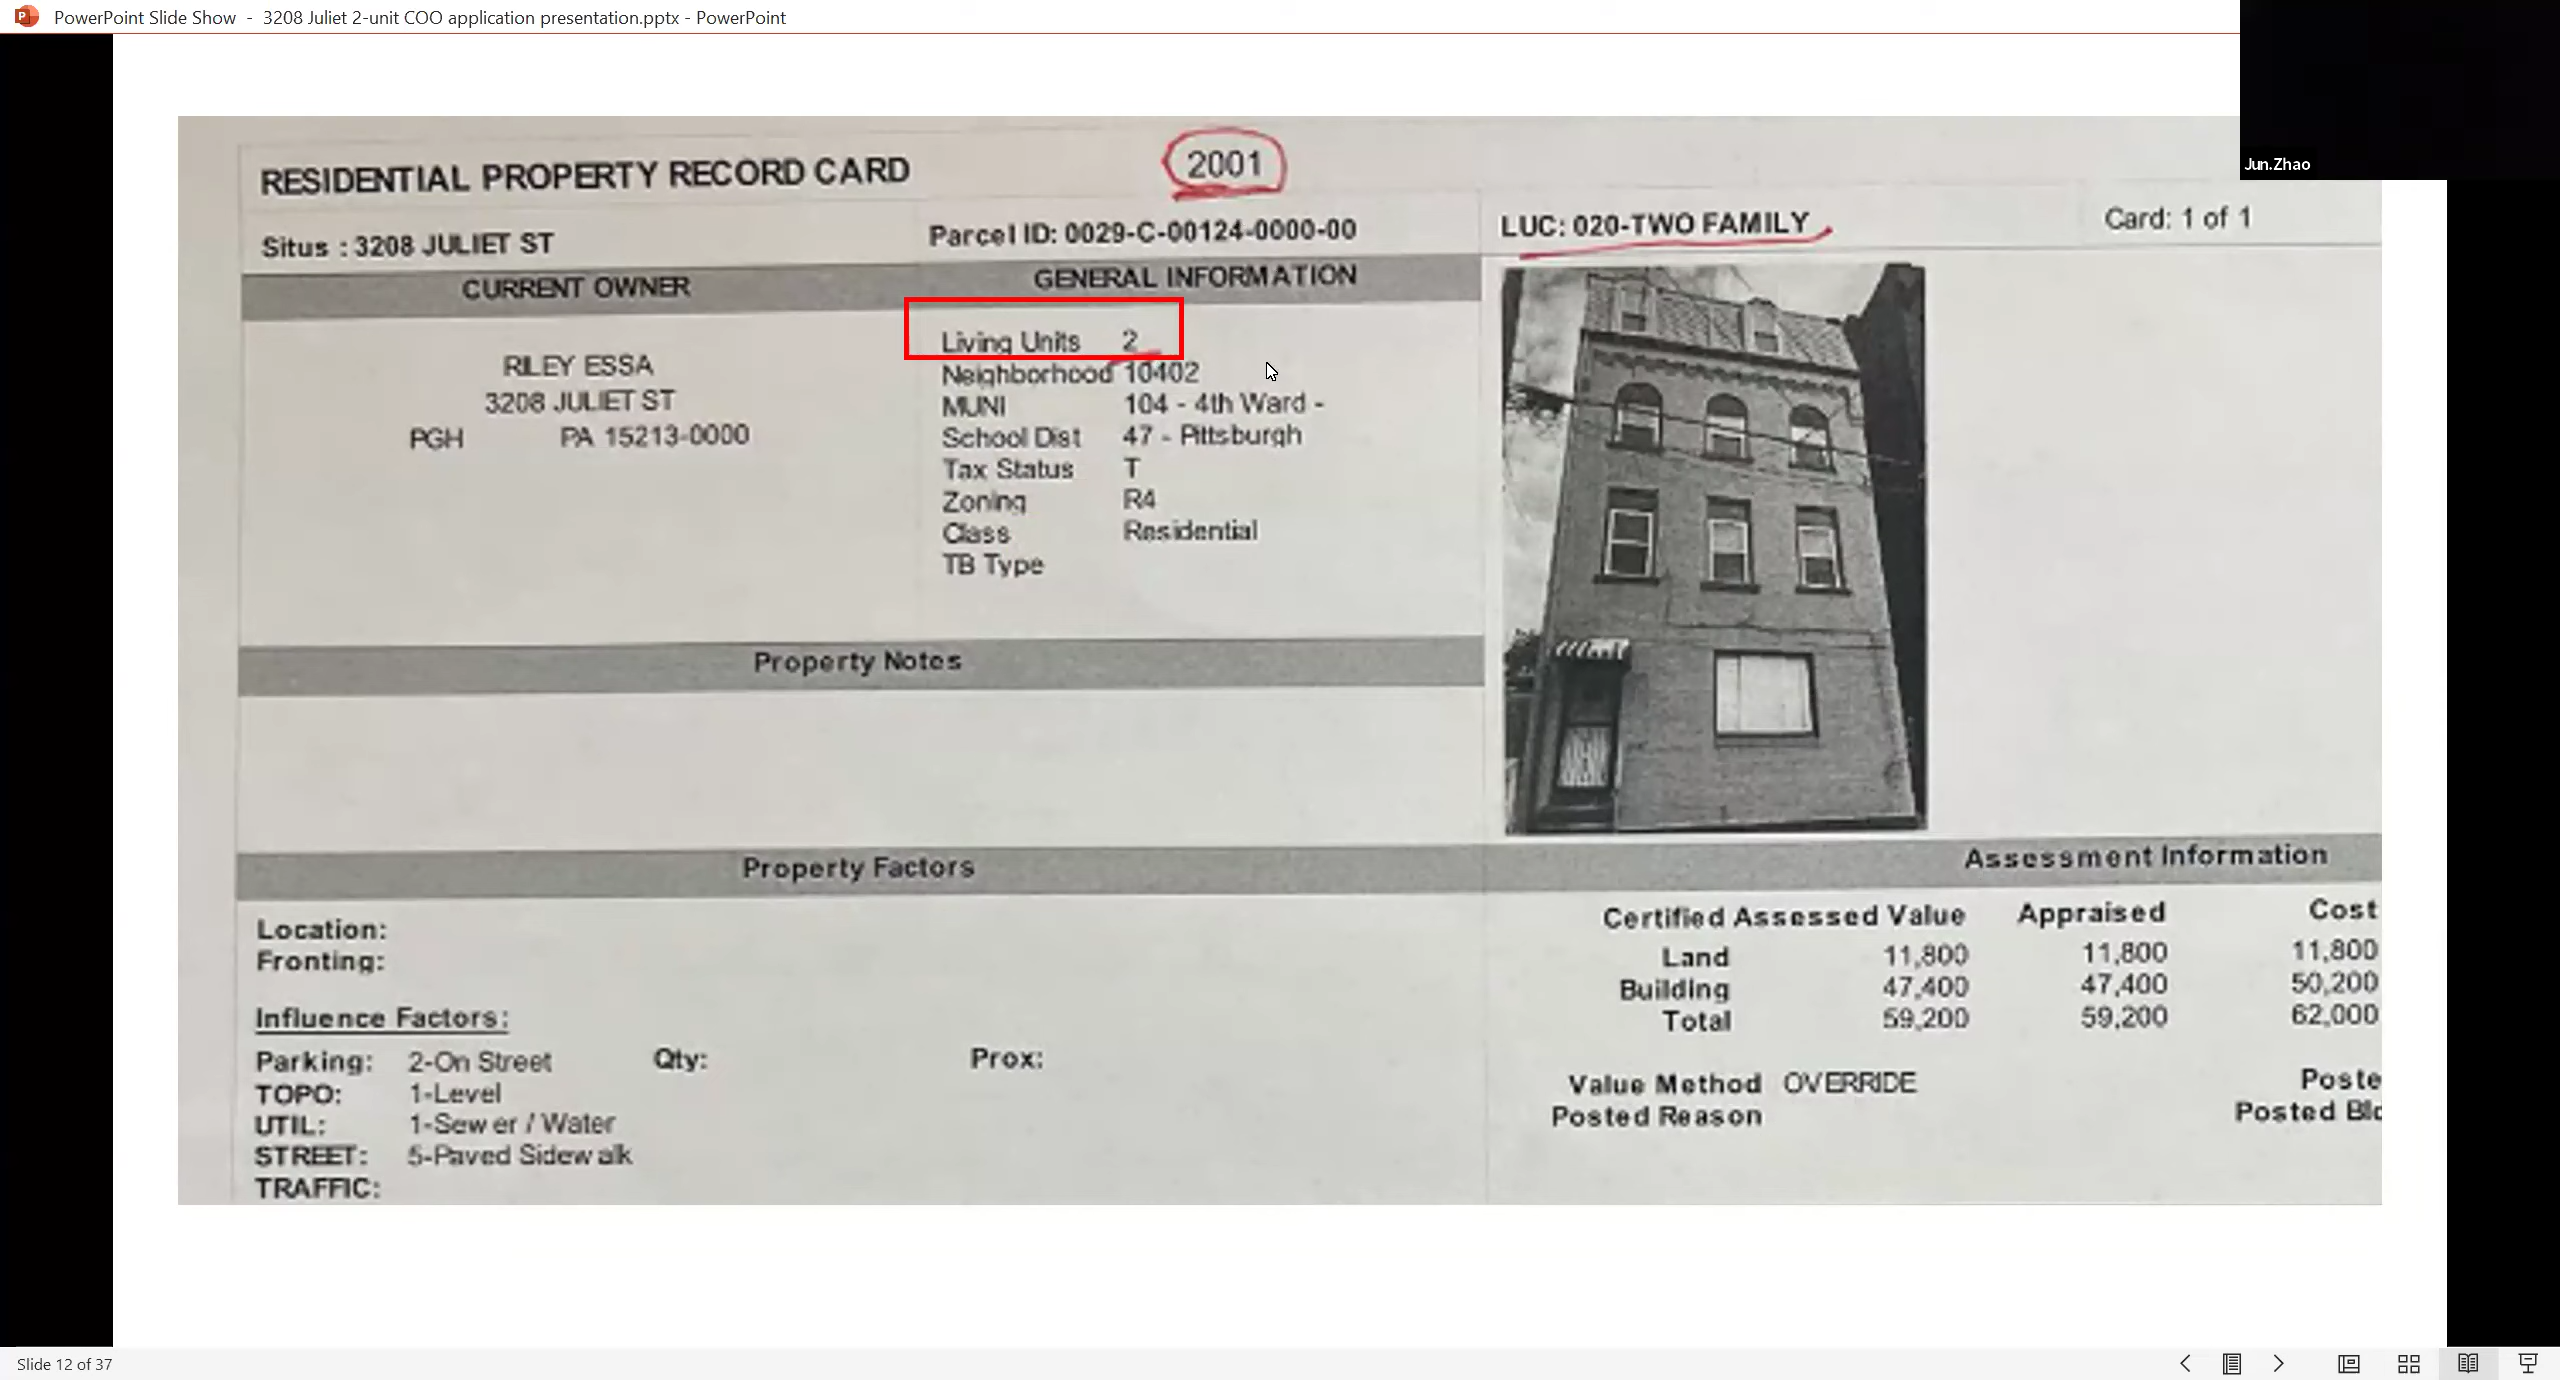 PowerPoint Slide Show - 3208 Juliet 2-unit COO application presentation.pptx - PowerPoint
Jun.Zhao
RESIDENTIAL PROPERTY RECORD CARD 2001
Situs : 3208 JULIET ST Parcel ID: 0029-C-00124-0000-00 LUC: 020-TWO FAMILY Card: 1 of 1
CURRENT OWNER GENERAL INFORMATION
RILEY ESSA
3208 JULIET ST
PGH PA 15213-0000
Living Units 2
Neighborhood 10402
MUNI 104 - 4th Ward -
School Dist 47 - Pittsburgh
Tax Status T
Zoning R4
Class Residential
TB Type
Property Notes
Property Factors
Location:
Fronting:
Influence Factors:
Parking: 2-On Street Qty: Prox:
TOPO: 1-Level
UTIL: 1-Sewer / Water
STREET: 5-Paved Sidewalk
TRAFFIC:
Assessment Information
Certified Assessed Value Appraised Cost
Land 11,800 11,800 11,800
Building 47,400 47,400 50,200
Total 59,200 59,200 62,000
Value Method OVERRIDE Poste
Posted Reason Posted Bld
Slide 12 of 37